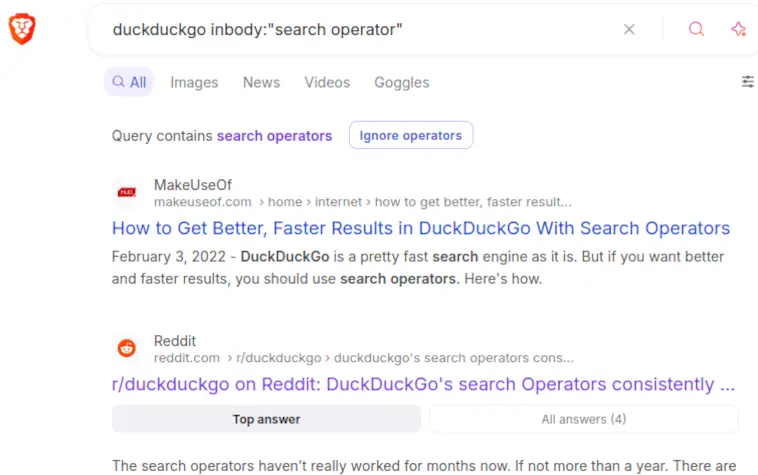 duckduckgo inbody:"search operator"
All Images News Videos Goggles
Query contains search operators Ignore operators
MakeUseOf
makeuseof.com › home › internet › how to get better, faster result...
How to Get Better, Faster Results in DuckDuckGo With Search Operators
February 3, 2022 - DuckDuckGo is a pretty fast search engine as it is. But if you want better
and faster results, you should use search operators. Here's how.
Reddit
reddit.com › r/duckduckgo › duckduckgo's search operators cons...
r/duckduckgo on Reddit: DuckDuckGo's search Operators consistently ...
Top answer All answers (4)
The search operators haven't really worked for months now. If not more than a year. There are